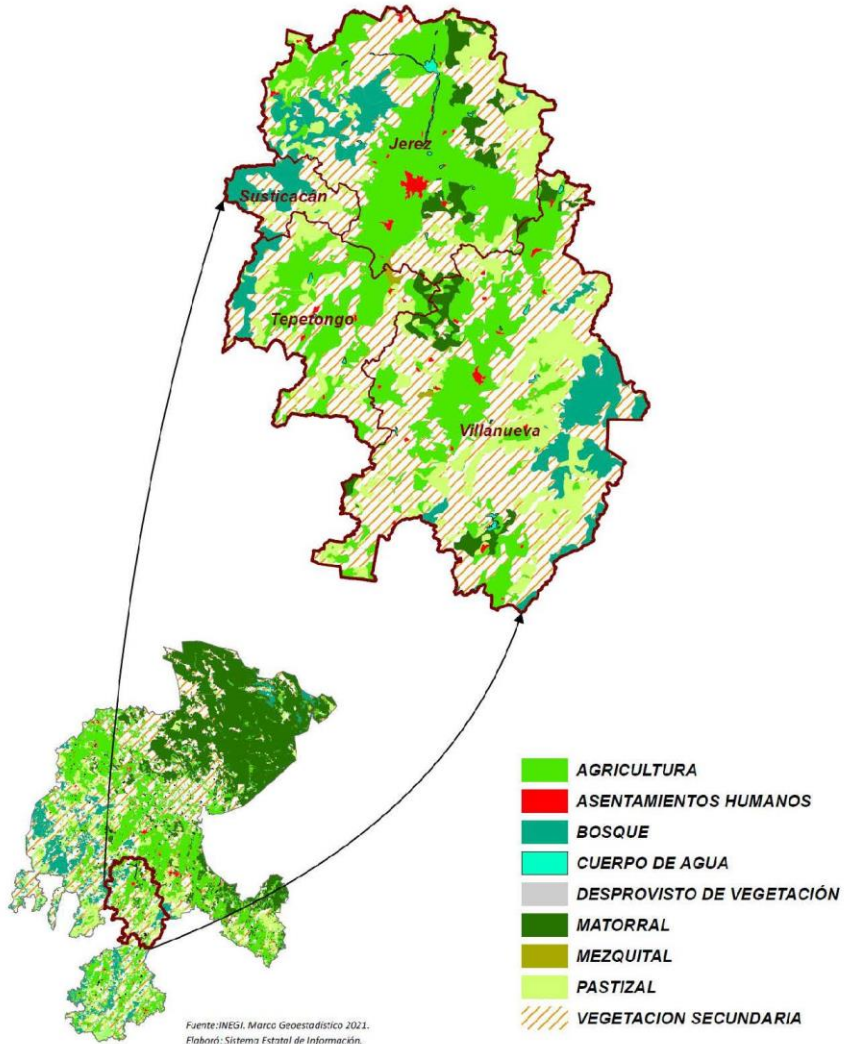 Jerez
Susticacán
Tepetongo
Villanueva
AGRICULTURA
ASENTAMIENTOS HUMANOS
BOSQUE
CUERPO DE AGUA
DESPROVISTO DE VEGETACIÓN
MATORRAL
MEZQUITAL
PASTIZAL
VEGETACION SECUNDARIA
Fuente:INEGI. Marco Geoestadístico 2021.
Elaboró: Sistema Estatal de Información.